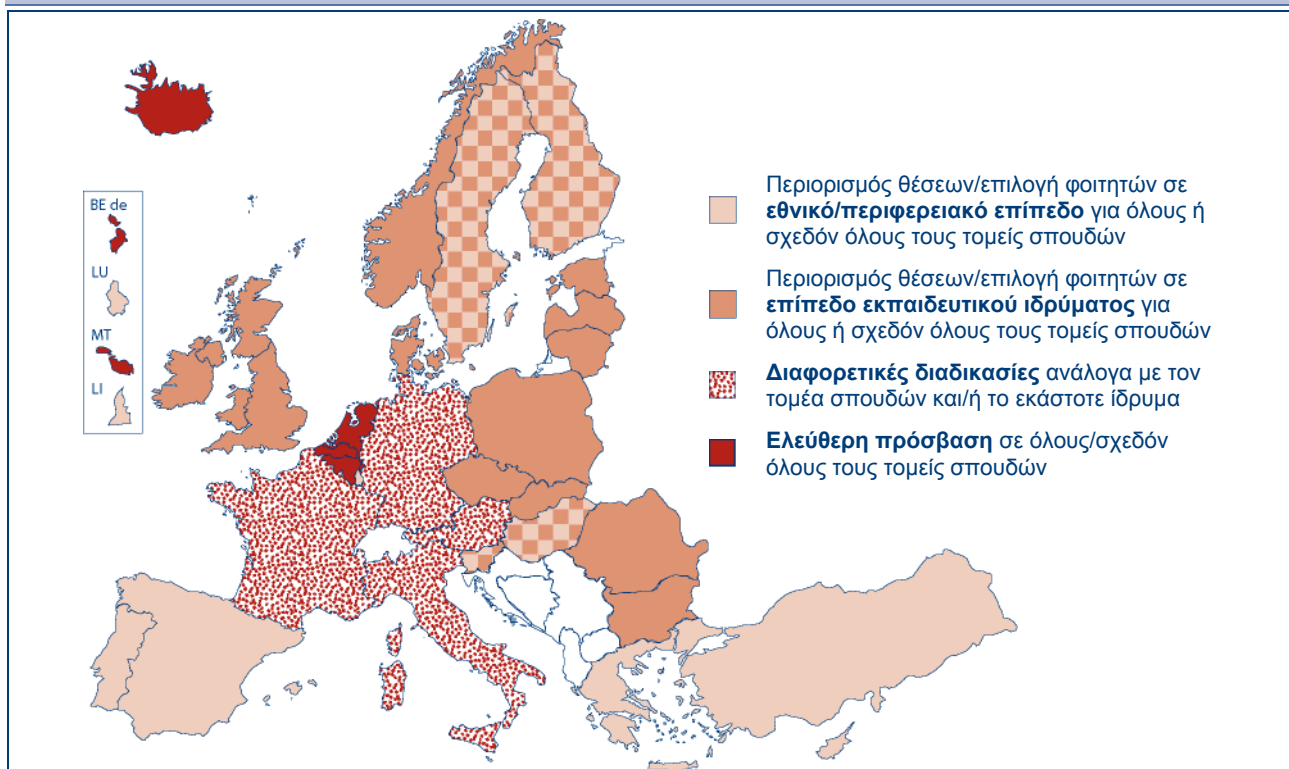 BE de
LU
MT
LI
Περιορισμός θέσεων/επιλογή φοιτητών σε
εθνικό/περιφερειακό επίπεδο για όλους ή
σχεδόν όλους τους τομείς σπουδών
Περιορισμός θέσεων/επιλογή φοιτητών σε
επίπεδο εκπαιδευτικού ιδρύματος για
όλους ή σχεδόν όλους τους τομείς σπουδών
Διαφορετικές διαδικασίες ανάλογα με τον
τομέα σπουδών και/ή το εκάστοτε ίδρυμα
Ελεύθερη πρόσβαση σε όλους/σχεδόν
όλους τους τομείς σπουδών